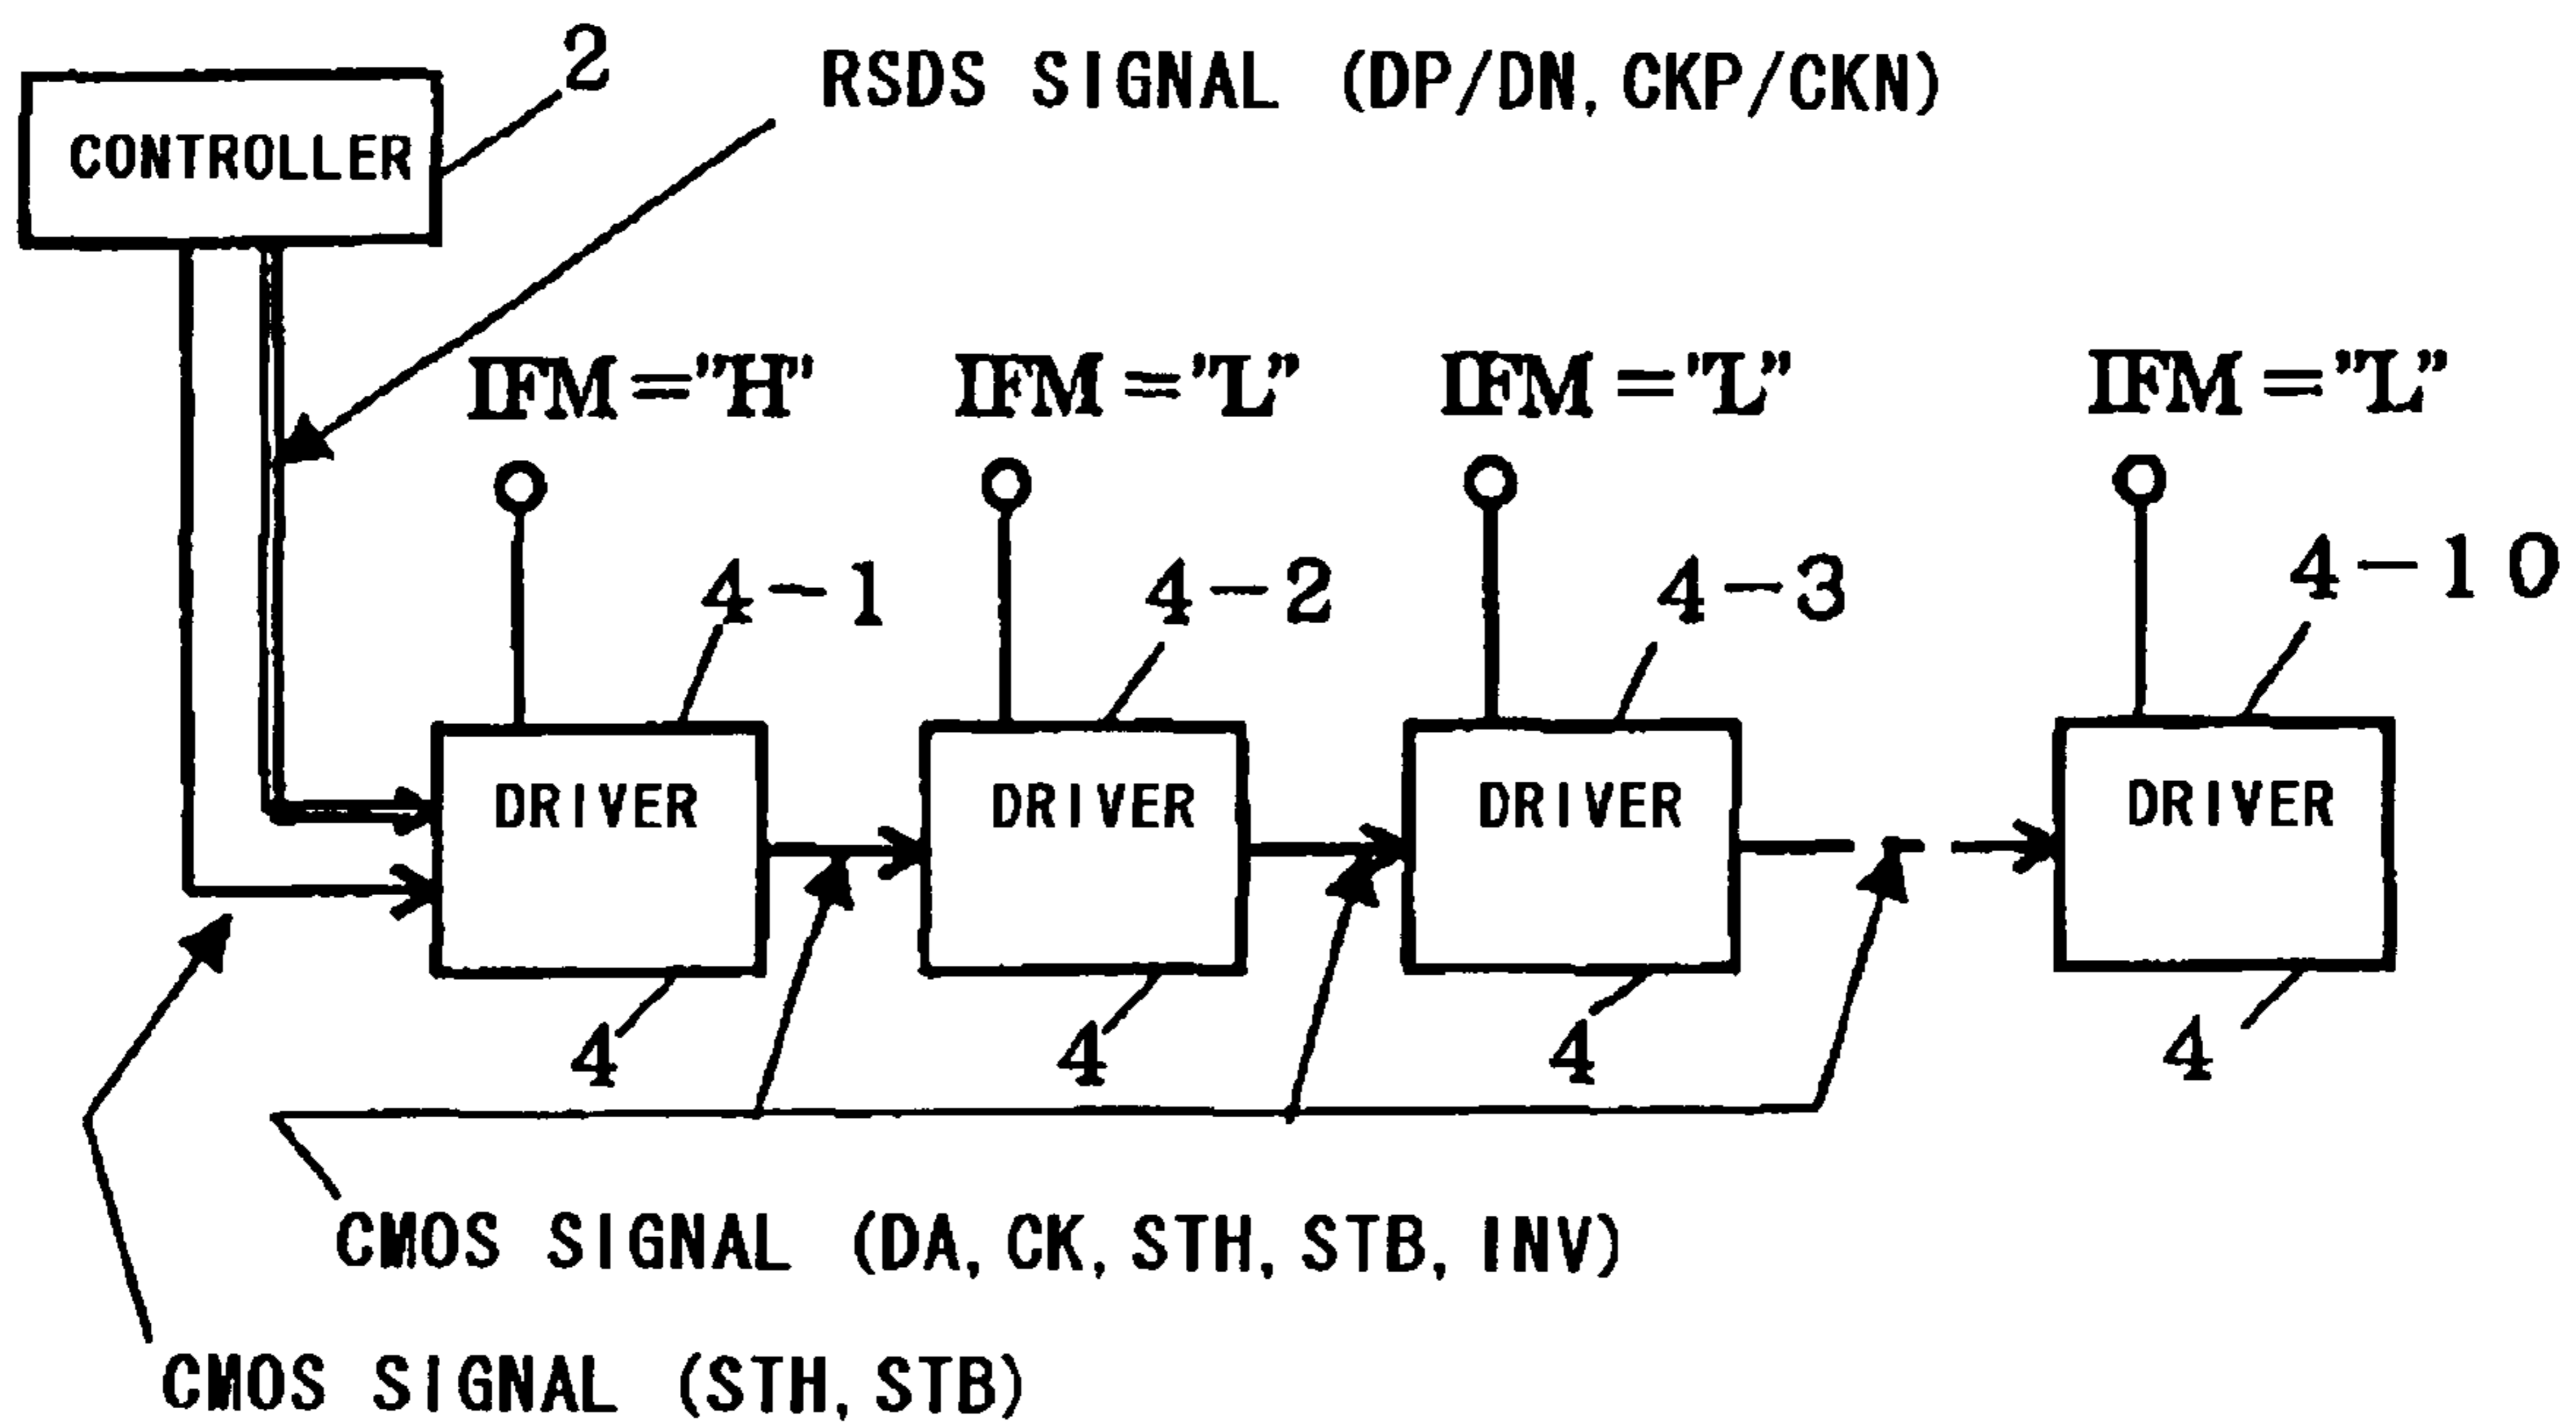 2
RSDS SIGNAL (DP/DN, CKP/CKN)
CONTROLLER
IFM ="H"
IFM ="L"
IFM ="L"
IFM ="L"
4-1
4-2
4-3
4-10
DRIVER
DRIVER
DRIVER
DRIVER
4
4
4
4
CMOS SIGNAL (DA, CK, STH, STB, INV)
CMOS SIGNAL (STH, STB)